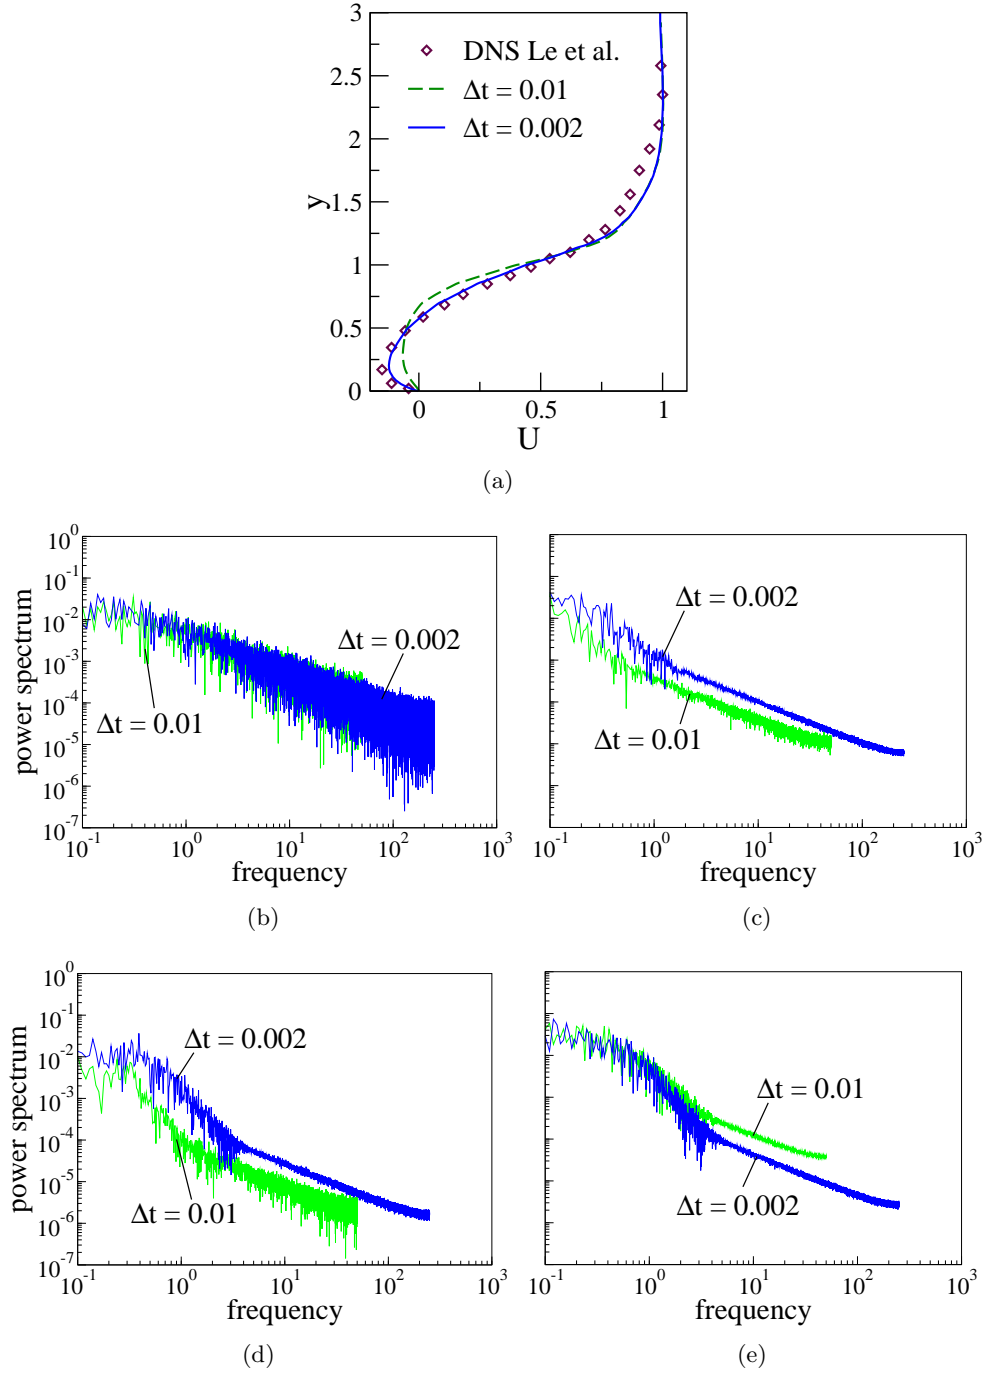 3
2.5
2
1.5
1
0.5
0
y
DNS Le et al.
Δt = 0.01
Δt = 0.002
0 0.5 1
U
(a)
10^0
10^-1
10^-2
10^-3
10^-4
10^-5
10^-6
10^-7
power spectrum
Δt = 0.002
Δt = 0.01
10^-1 10^0 10^1 10^2 10^3
frequency
(b)
Δt = 0.002
Δt = 0.01
10^-1 10^0 10^1 10^2 10^3
frequency
(c)
10^0
10^-1
10^-2
10^-3
10^-4
10^-5
10^-6
10^-7
power spectrum
Δt = 0.002
Δt = 0.01
10^-1 10^0 10^1 10^2 10^3
frequency
(d)
Δt = 0.01
Δt = 0.002
10^-1 10^0 10^1 10^2 10^3
frequency
(e)